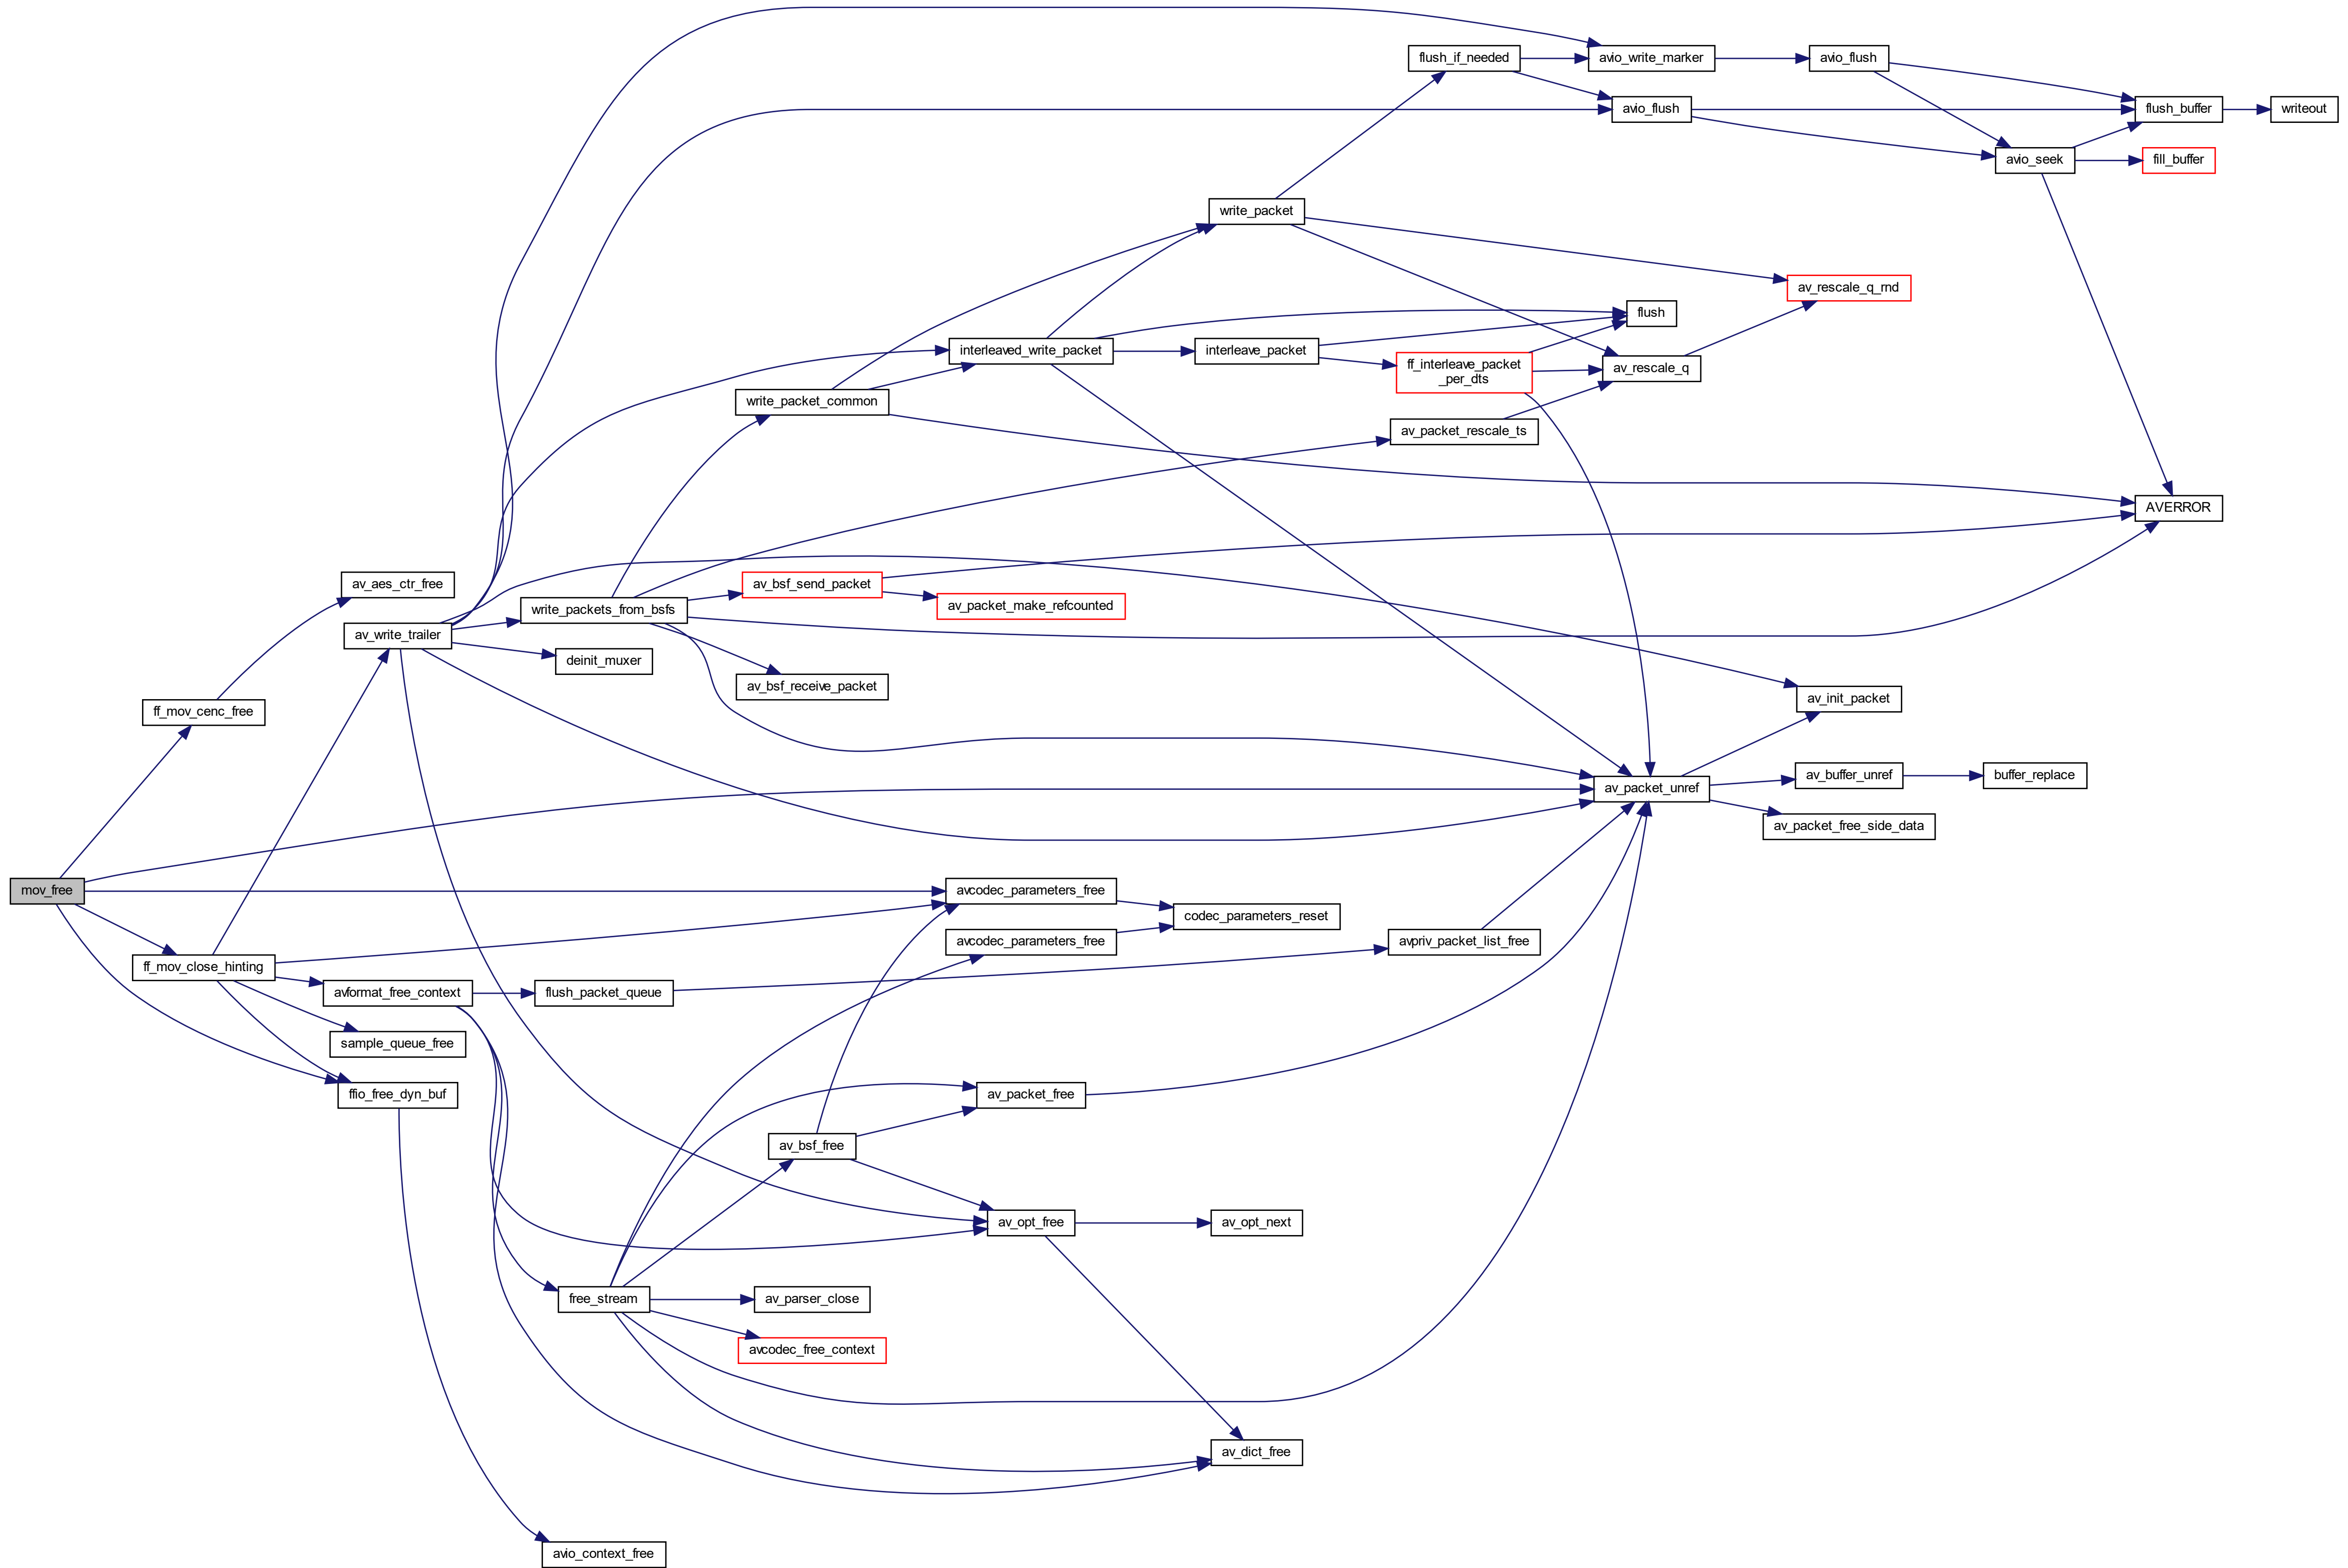 flush_if_needed
avio_write_marker
avio_flush
avio_flush
flush_buffer
writeout
avio_seek
fill_buffer
write_packet
av_rescale_q_rnd
flush
interleaved_write_packet
interleave_packet
ff_interleave_packet
_per_dts
av_rescale_q
write_packet_common
av_packet_rescale_ts
AVERROR
av_aes_ctr_free
av_bsf_send_packet
av_packet_make_refcounted
write_packets_from_bsfs
av_write_trailer
deinit_muxer
av_bsf_receive_packet
av_init_packet
ff_mov_cenc_free
av_buffer_unref
buffer_replace
av_packet_unref
av_packet_free_side_data
mov_free
avcodec_parameters_free
codec_parameters_reset
avcodec_parameters_free
avpriv_packet_list_free
ff_mov_close_hinting
avformat_free_context
flush_packet_queue
sample_queue_free
ffio_free_dyn_buf
av_packet_free
av_bsf_free
av_opt_free
av_opt_next
free_stream
av_parser_close
avcodec_free_context
av_dict_free
avio_context_free